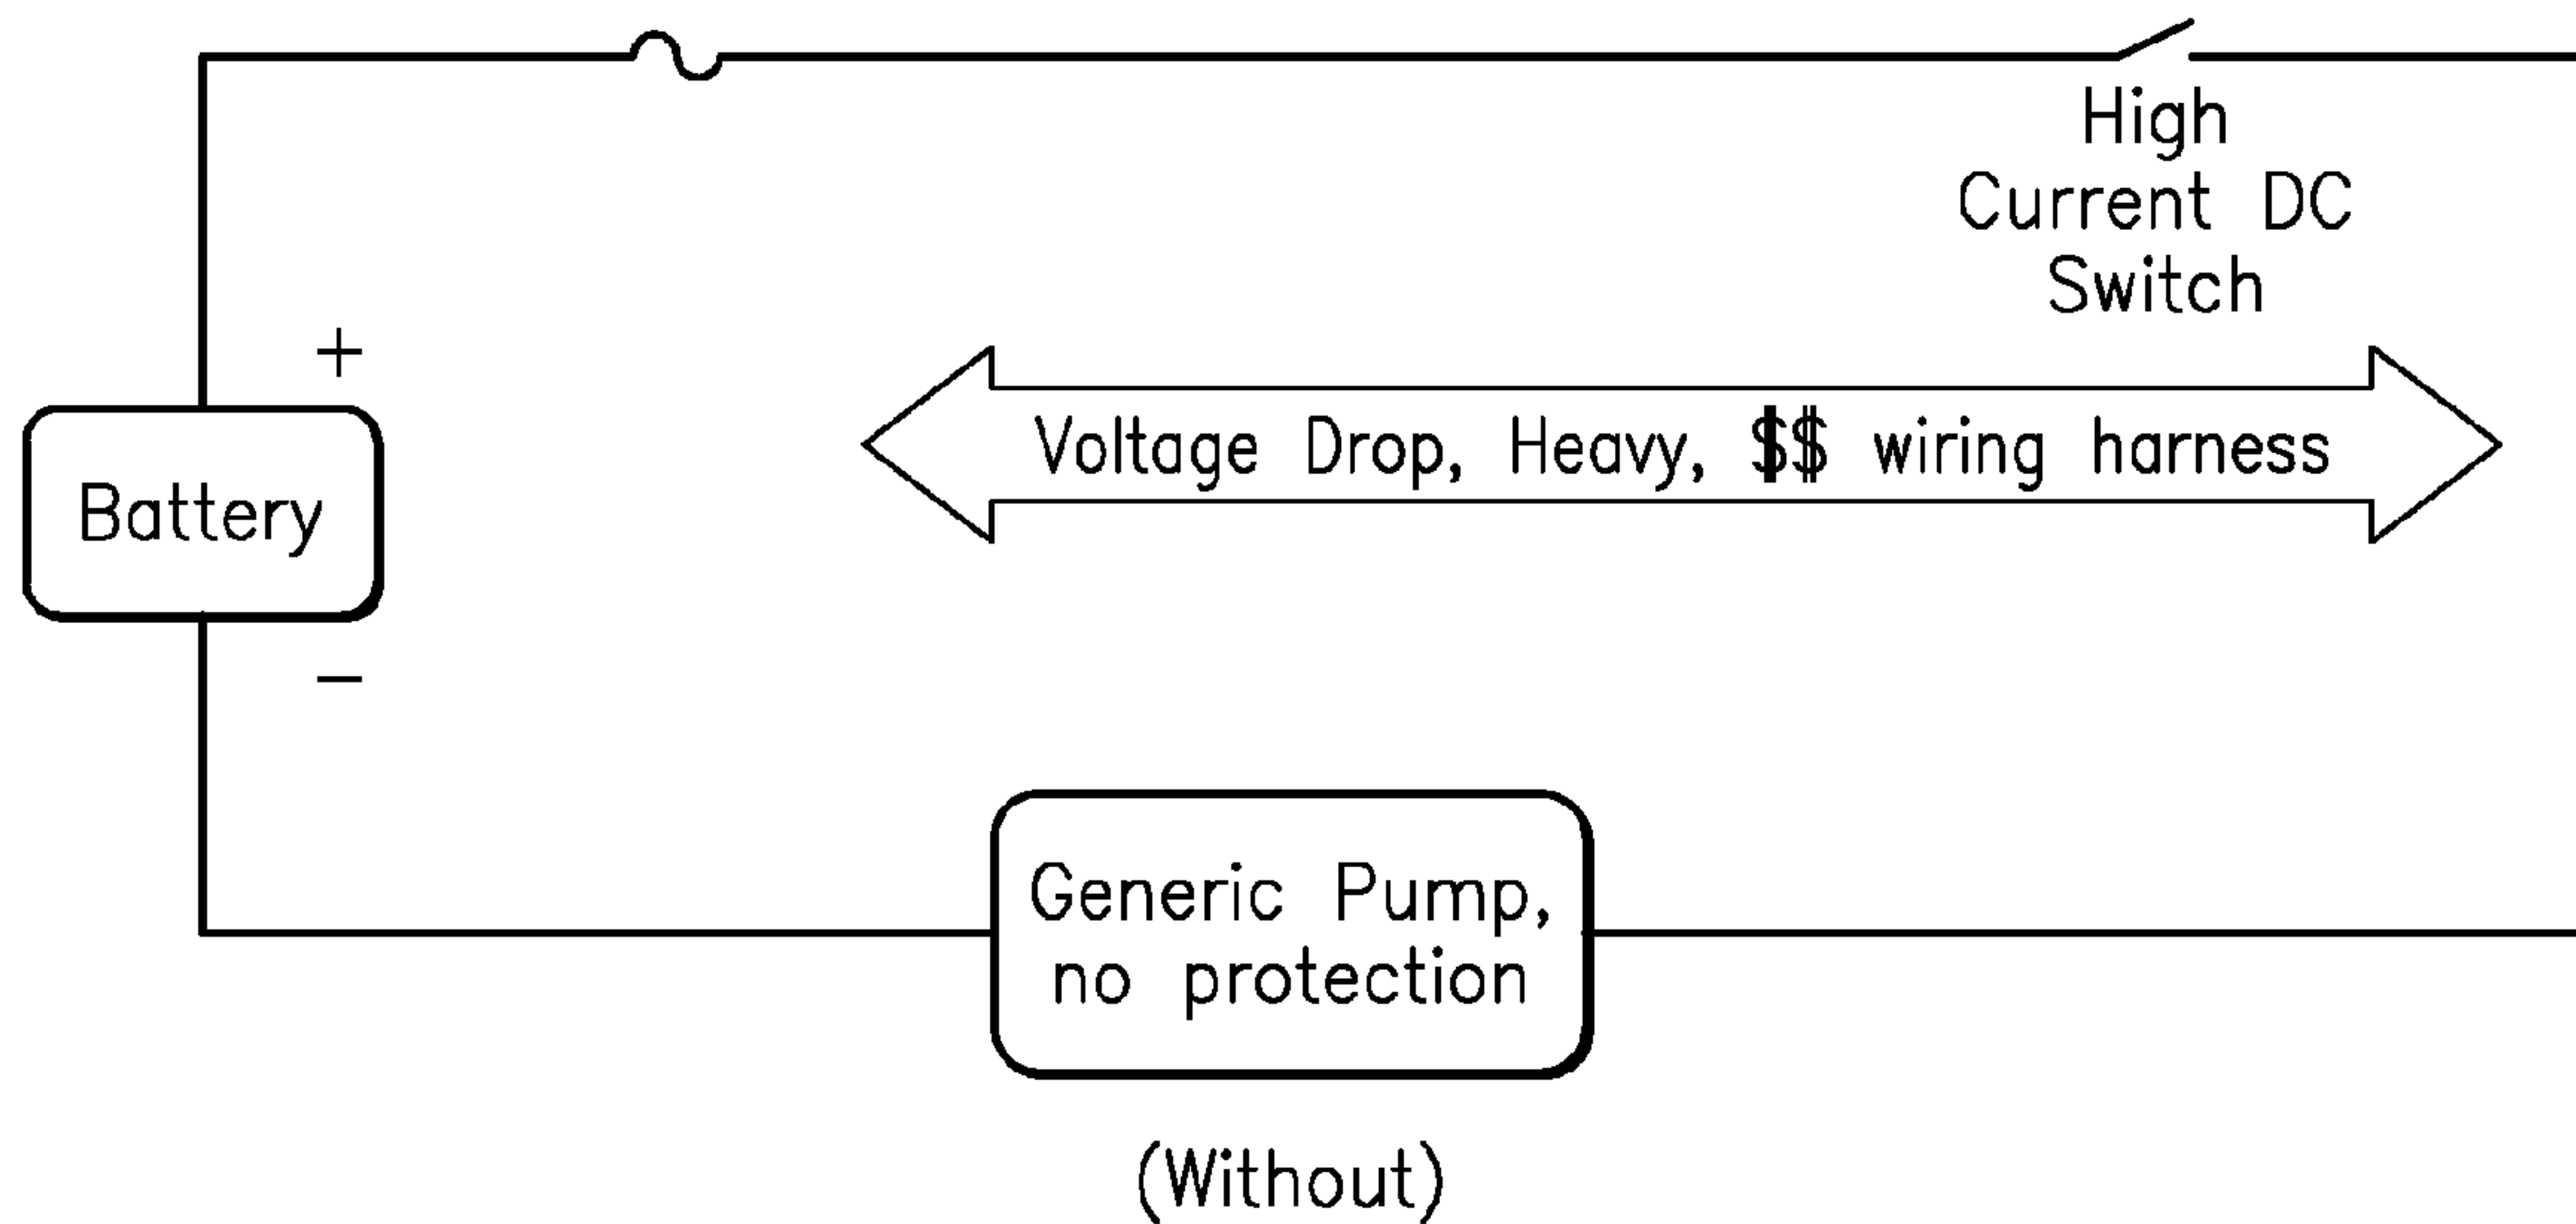 High
Current DC
Switch
+
Voltage Drop, Heavy, $$ wiring harness
Battery
−
Generic Pump,
no protection
(Without)